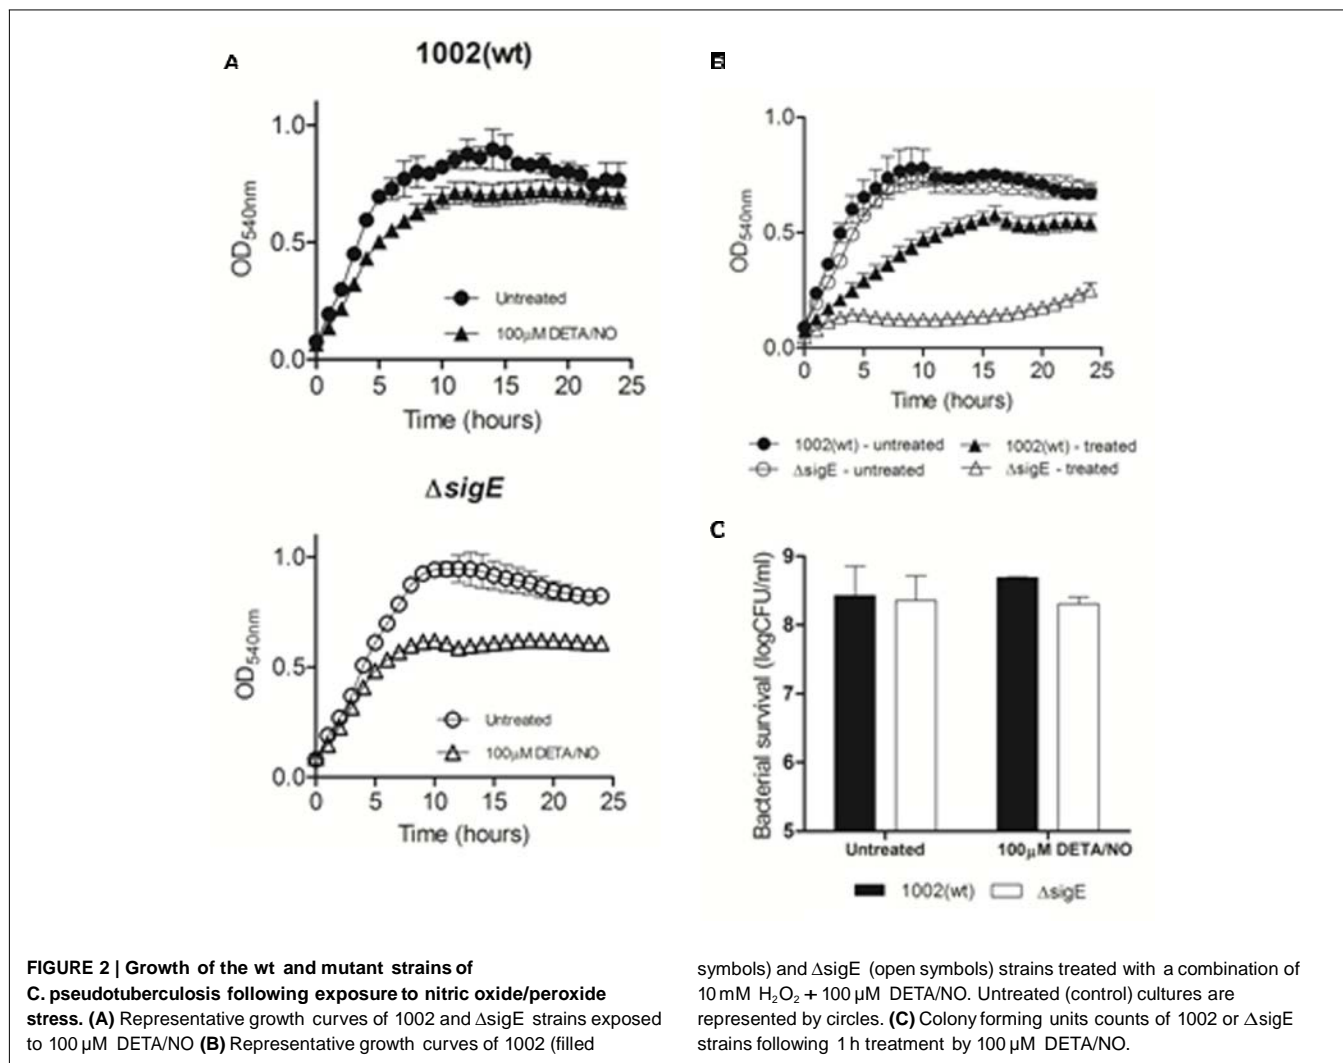 A
1002(wt)
1.0
0.5
0.0
OD540nm
Untreated
100µM DETA/NO
0 5 10 15 20 25
Time (hours)
ΔsigE
1.0
0.5
0.0
OD540nm
Untreated
100µM DETA/NO
0 5 10 15 20 25
Time (hours)
B
1.0
0.5
0.0
OD540nm
0 5 10 15 20 25
Time (hours)
1002(wt) - untreated 1002(wt) - treated
ΔsigE - untreated ΔsigE - treated
C
9
8
7
6
5
Bacterial survival (logCFU/ml)
Untreated 100µM DETA/NO
1002(wt) ΔsigE
FIGURE 2 | Growth of the wt and mutant strains of
C. pseudotuberculosis following exposure to nitric oxide/peroxide
stress. (A) Representative growth curves of 1002 and ΔsigE strains exposed
to 100 µM DETA/NO (B) Representative growth curves of 1002 (filled
symbols) and ΔsigE (open symbols) strains treated with a combination of
10 mM H₂O₂ + 100 µM DETA/NO. Untreated (control) cultures are
represented by circles. (C) Colony forming units counts of 1002 or ΔsigE
strains following 1 h treatment by 100 µM DETA/NO.